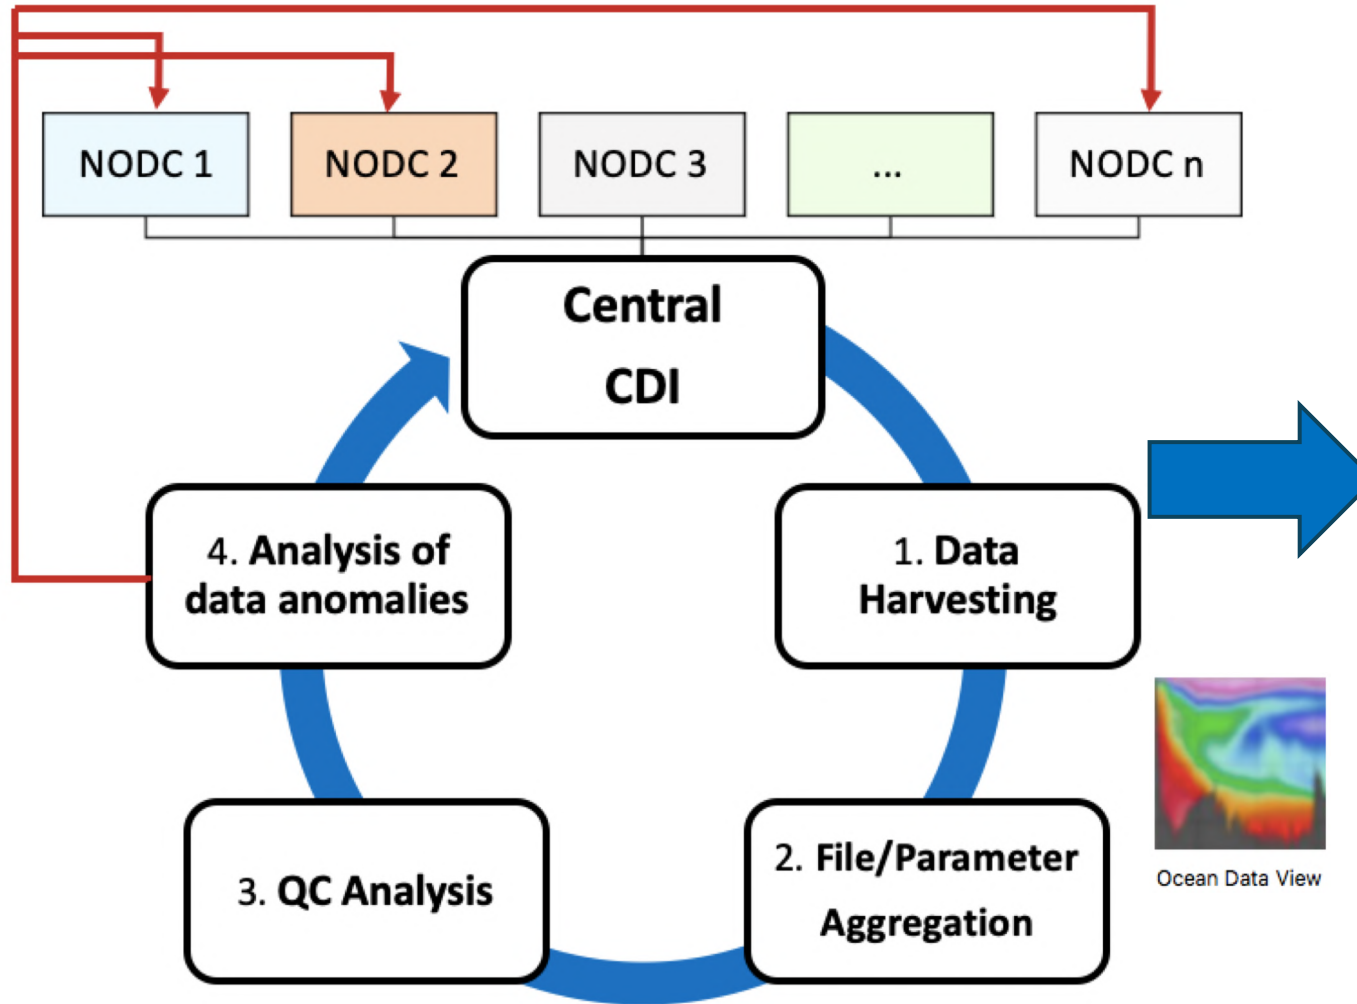 NODC 1
NODC 2
NODC 3
...
NODC n
Central
CDI
4. Analysis of
data anomalies
1. Data
Harvesting
3. QC Analysis
2. File/Parameter
Aggregation
Ocean Data View